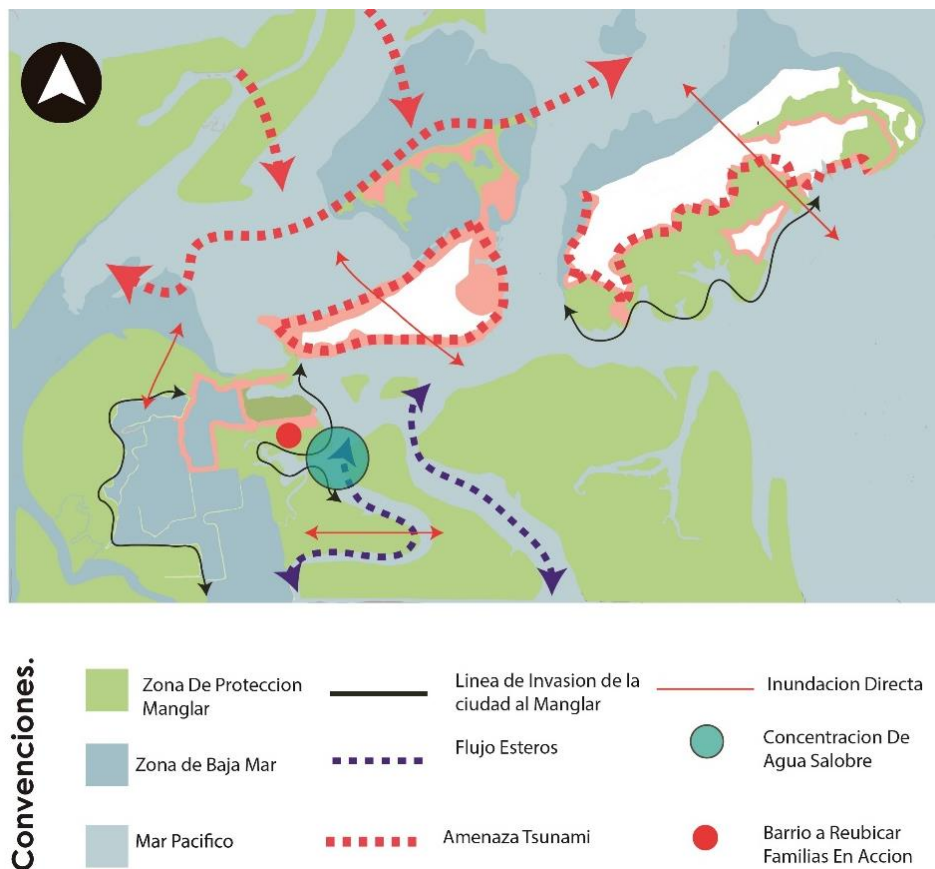 Convenciones.
Zona De Proteccion
Manglar
Linea de Invasion de la
ciudad al Manglar
Inundacion Directa
Zona de Baja Mar
Flujo Esteros
Concentracion De
Agua Salobre
Mar Pacifico
Amenaza Tsunami
Barrio a Reubicar
Familias En Accion